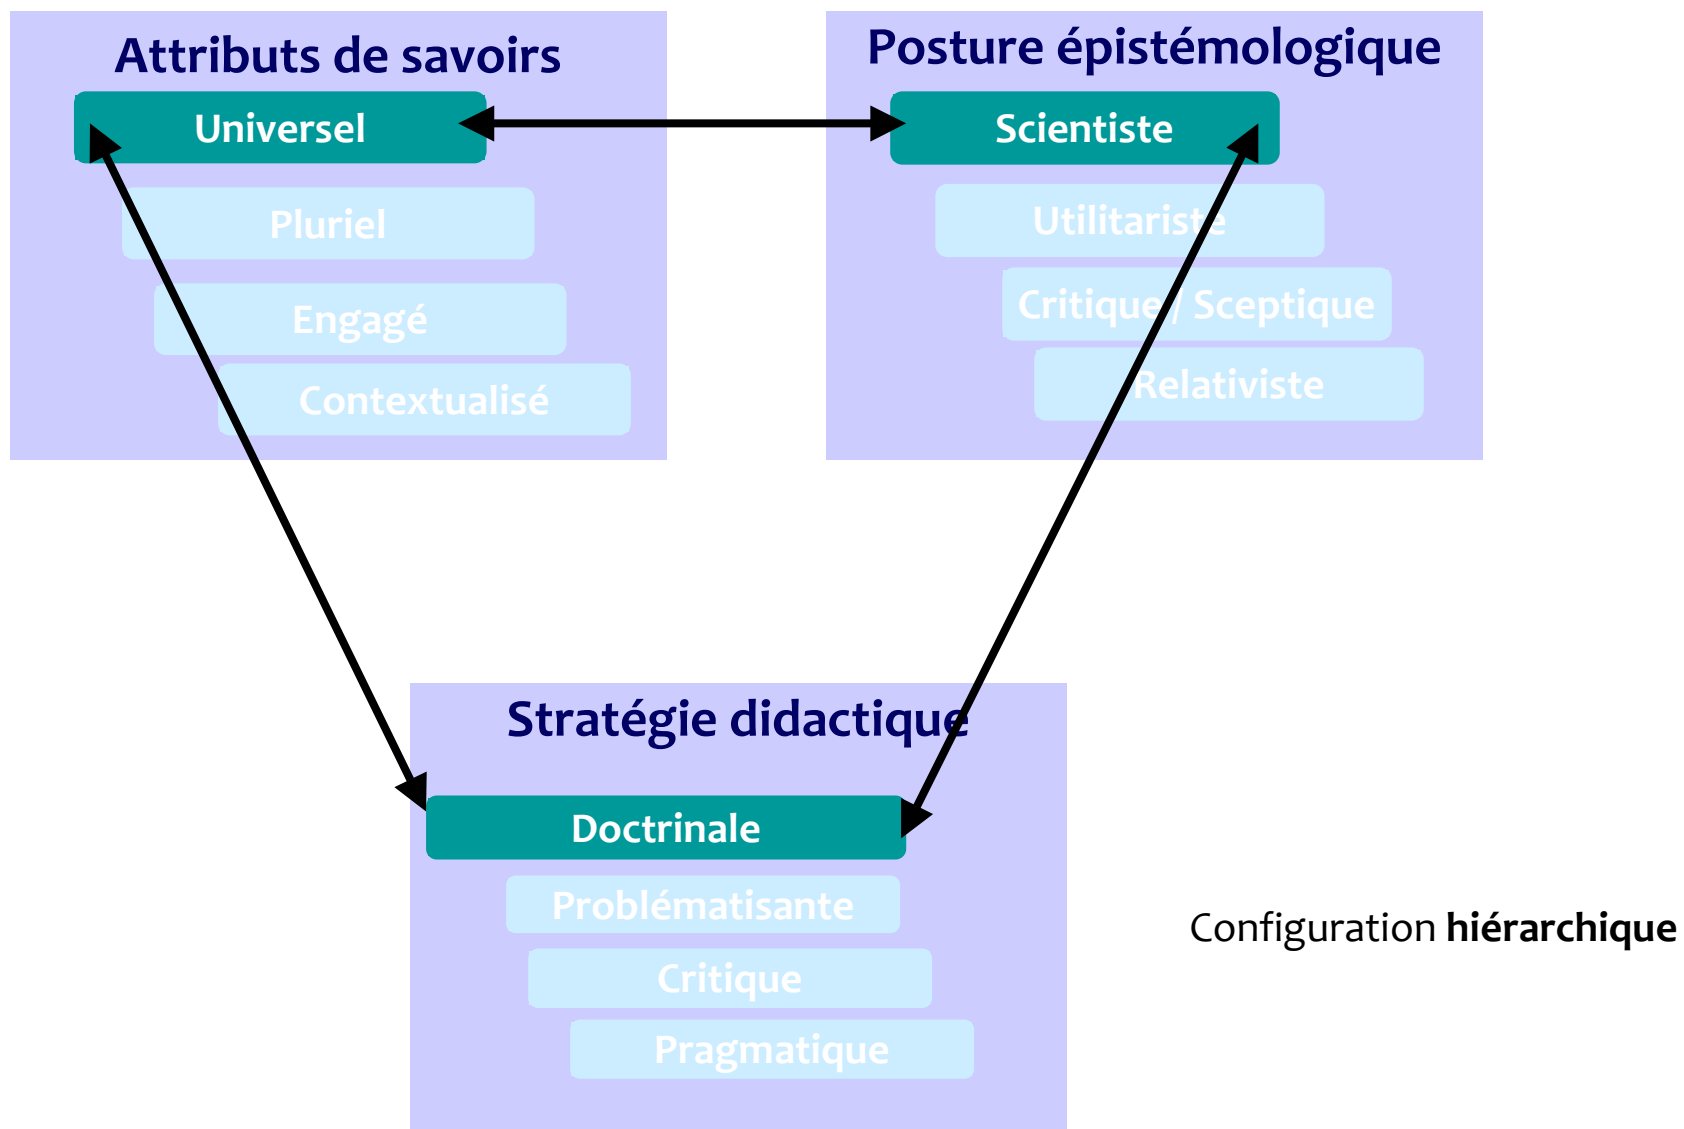 Attributs de savoirs
Universel
Pluriel
Engagé
Contextualisé
Posture épistémologique
Scientiste
Utilitariste
Critique / Sceptique
Relativiste
Stratégie didactique
Doctrinale
Problématisante
Critique
Pragmatique
Configuration hiérarchique